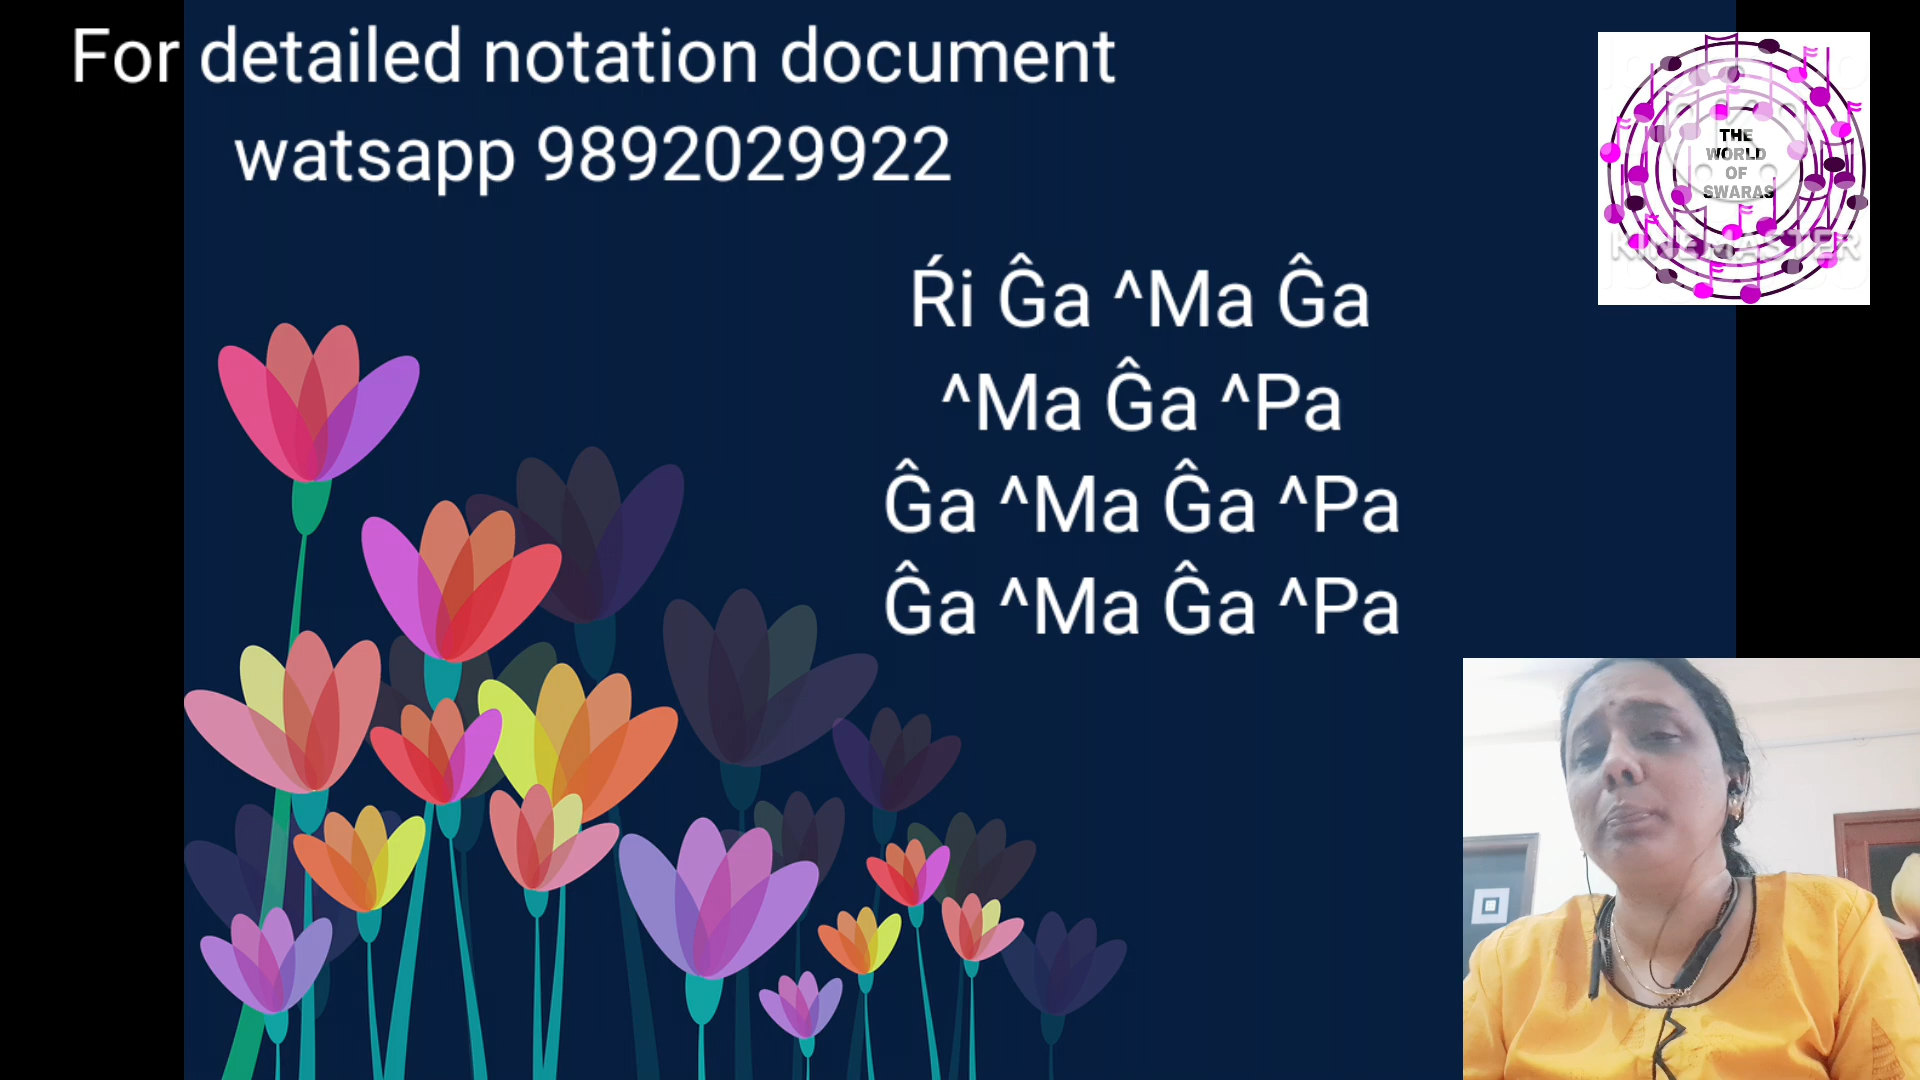 For detailed notation document
watsapp 9892029922
THE
WORLD
OF
SWARAS
KINEMASTER
Ŕi Ĝa ^Ma Ĝa
^Ma Ĝa ^Pa
Ĝa ^Ma Ĝa ^Pa
Ĝa ^Ma Ĝa ^Pa